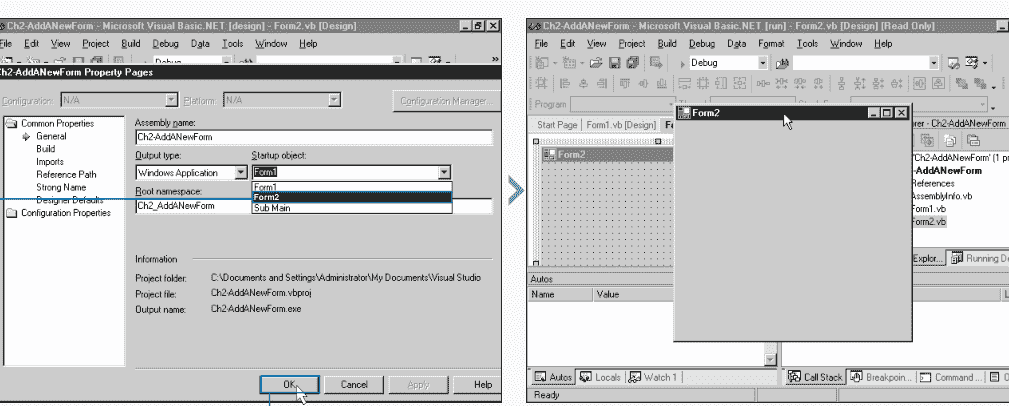 Ch2-AddANewForm - Microsoft Visual Basic.NET [design] - Form2.vb [Design]
File Edit View Project Build Debug Data Tools Window Help
Debug
Ch2-AddANewForm Property Pages
Configuration: N/A Platform: N/A Configuration Manager...
Common Properties
General
Build
Imports
Reference Path
Strong Name
Designer Defaults
Configuration Properties
Assembly name:
Ch2-AddANewForm
Output type: Startup object:
Windows Application Form1
Form1
Form2
Sub Main
Root namespace:
Ch2_AddANewForm
Information
Project folder: C:\Documents and Settings\Administrator\My Documents\Visual Studio
Project file: Ch2-AddANewForm.vbproj
Output name: Ch2-AddANewForm.exe
OK Cancel Apply Help
Ch2-AddANewForm - Microsoft Visual Basic.NET [run] - Form2.vb [Design] [Read Only]
File Edit View Project Build Debug Data Format Tools Window Help
Debug
Program
Start Page Form1.vb [Design] Fo
Form2
Form2
rer - Ch2-AddANewForm
'Ch2-AddANewForm' (1 pr
-AddANewForm
References
AssemblyInfo.vb
Form1.vb
Form2.vb
Explor... Running Do
Autos
Name Value L
Autos Locals Watch 1
Call Stack Breakpoin... Command ... O
Ready